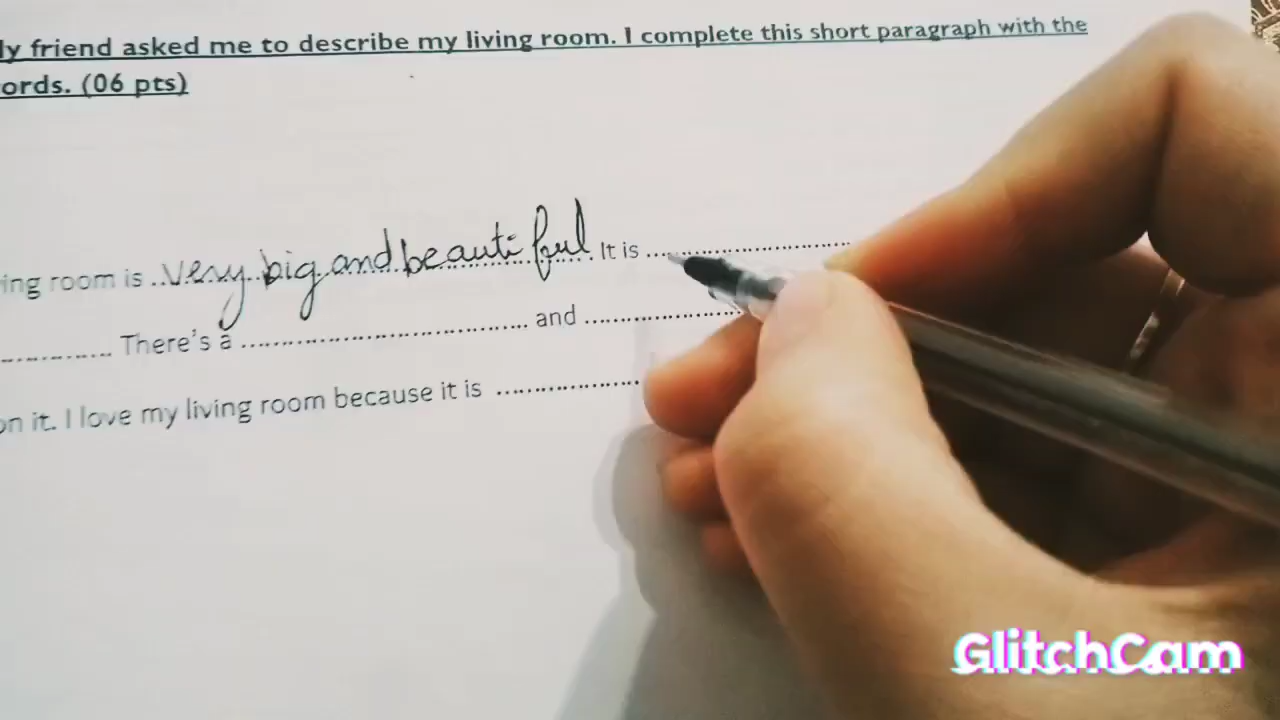 ly friend asked me to describe my living room. I complete this short paragraph with the
ords. (06 pts)
ing room is ..very big and beautiful. It is ..............................
................ There's a ........................................ and ......................
on it. I love my living room because it is ...................
GlitchCam